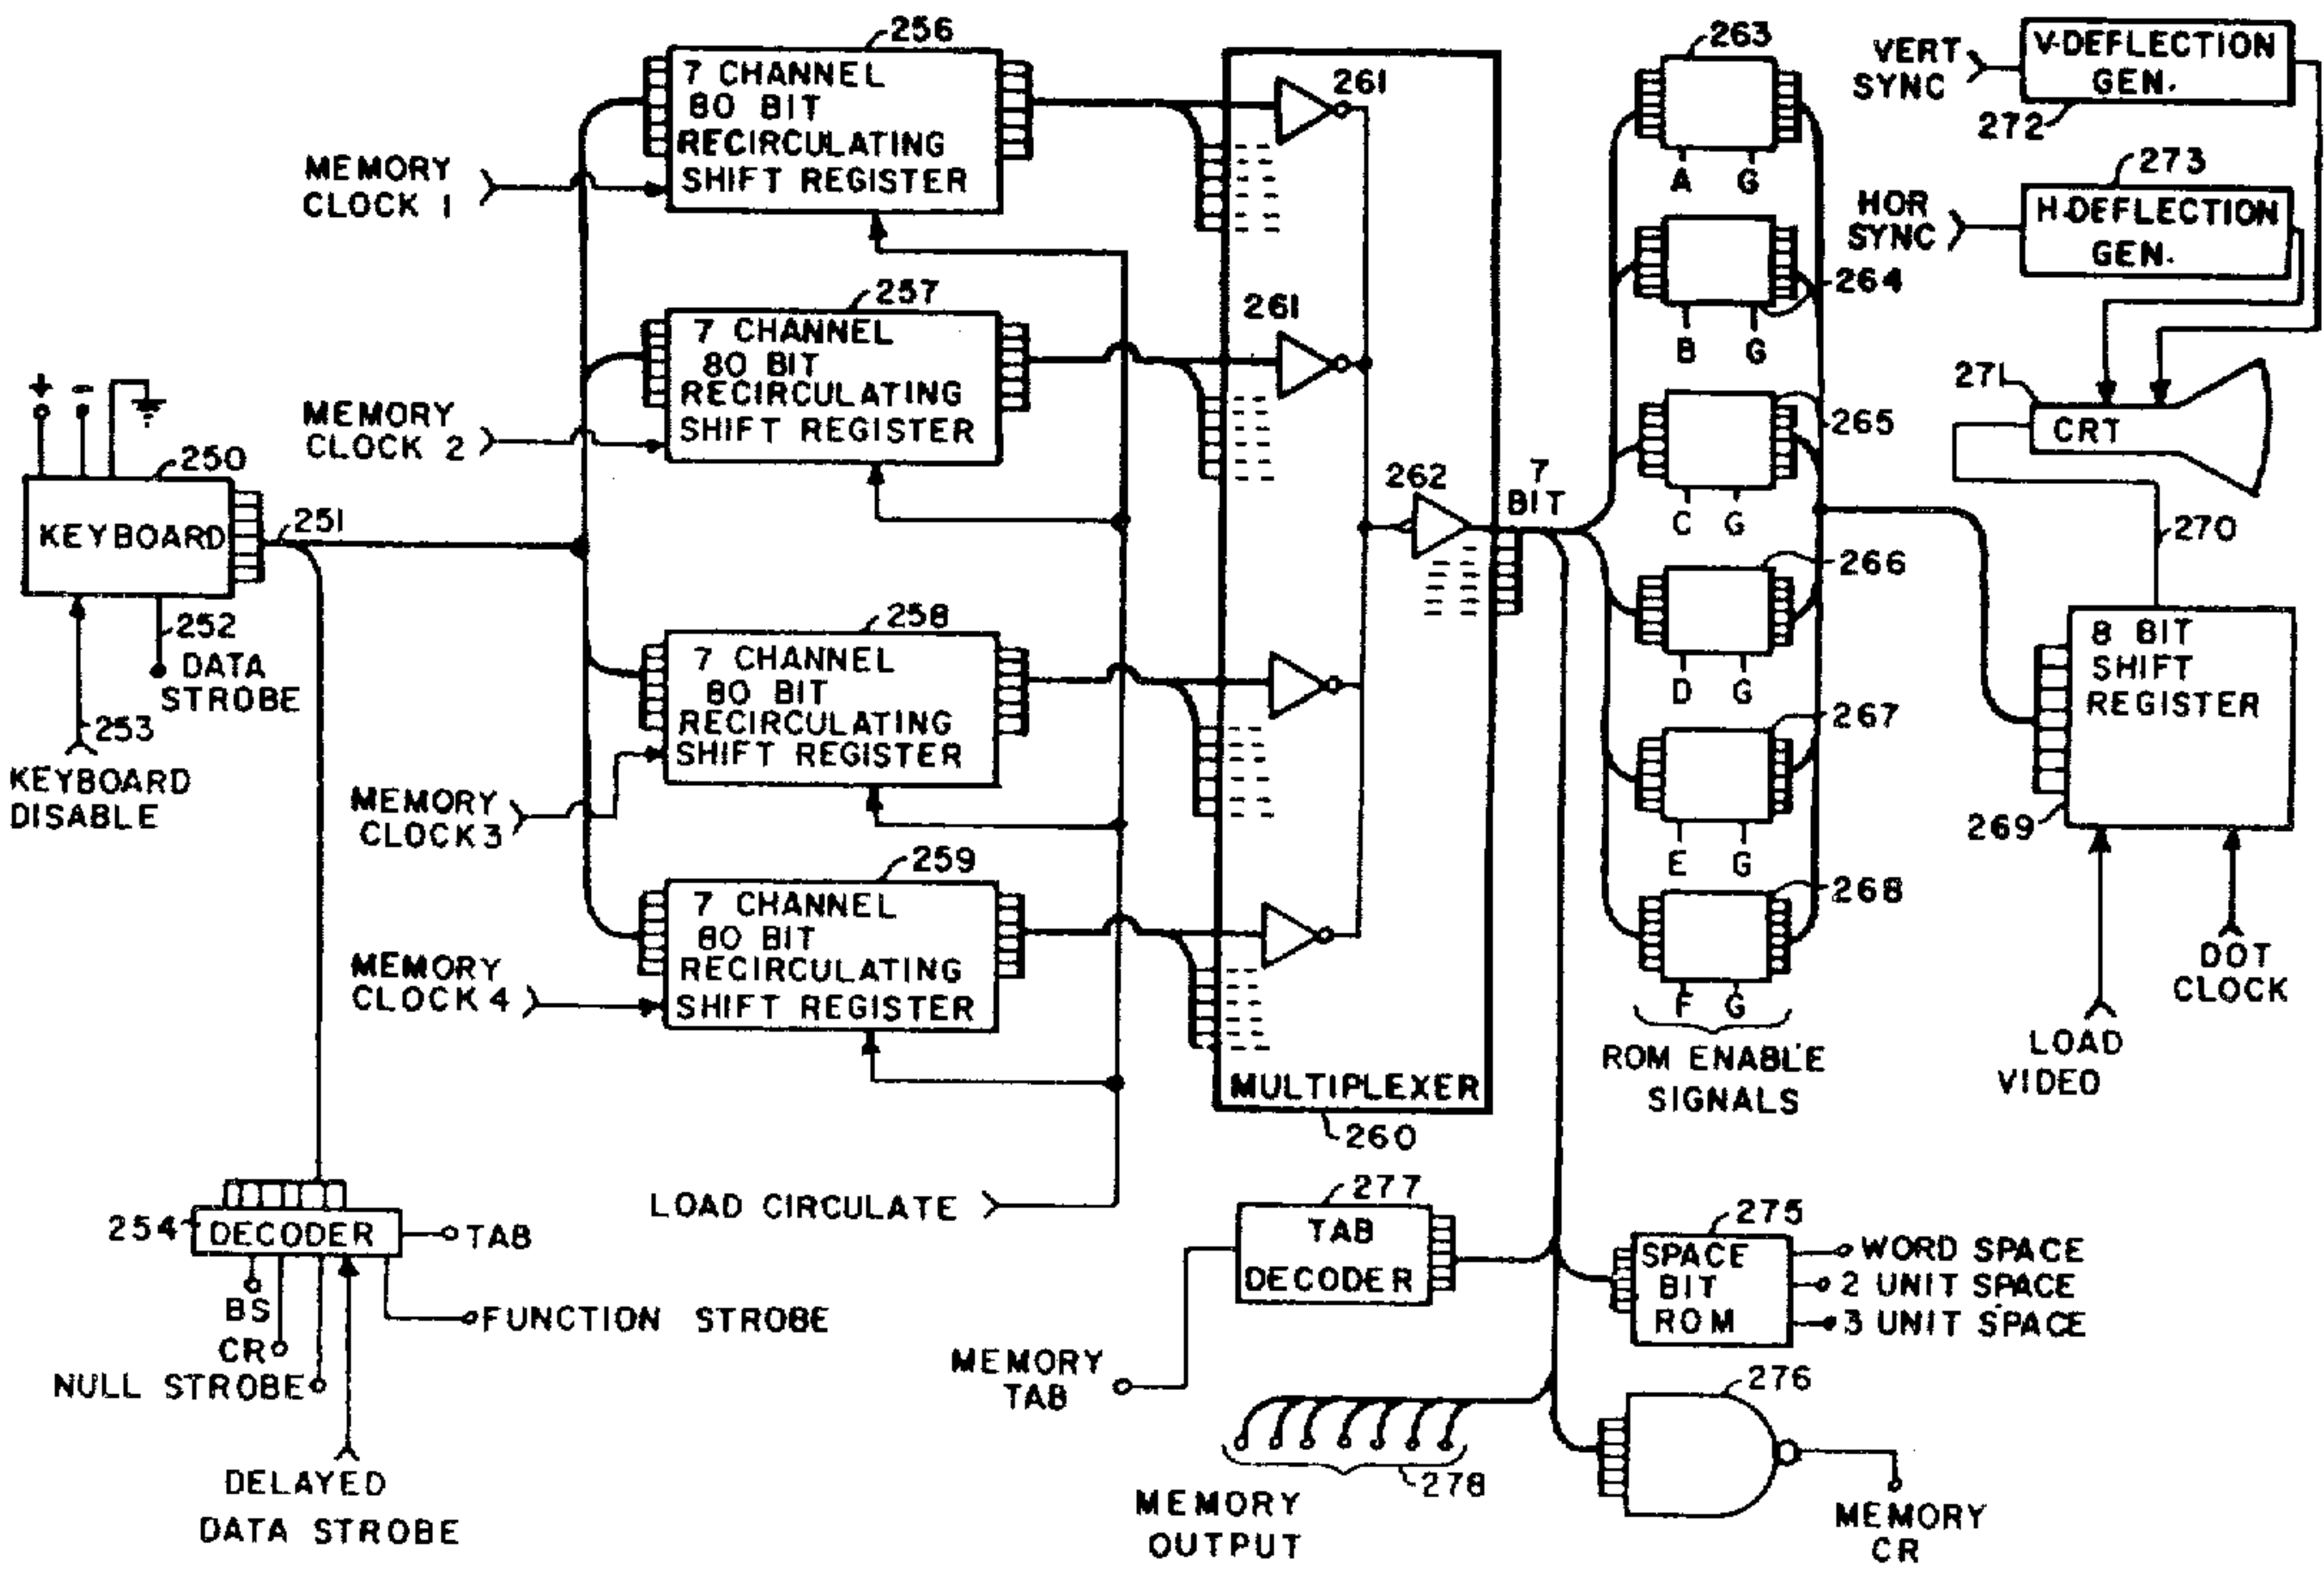 256
7 CHANNEL
80 BIT
RECIRCULATING
SHIFT REGISTER
MEMORY
CLOCK 1
257
7 CHANNEL
80 BIT
RECIRCULATING
SHIFT REGISTER
MEMORY
CLOCK 2
+ -
250
KEYBOARD
251
252
DATA
STROBE
253
KEYBOARD
DISABLE
258
7 CHANNEL
80 BIT
RECIRCULATING
SHIFT REGISTER
MEMORY
CLOCK 3
259
7 CHANNEL
80 BIT
RECIRCULATING
SHIFT REGISTER
MEMORY
CLOCK 4
LOAD CIRCULATE
254
DECODER
TAB
BS
CR
NULL STROBE
FUNCTION STROBE
DELAYED
DATA STROBE
261
261
262
7
BIT
MULTIPLEXER
260
263
A G
264
B G
265
C G
266
D G
267
E G
268
F G
ROM ENABLE
SIGNALS
VERT
SYNC
V-DEFLECTION
GEN.
272
273
HOR
SYNC
H-DEFLECTION
GEN.
271
CRT
270
8 BIT
SHIFT
REGISTER
269
DOT
CLOCK
LOAD
VIDEO
277
TAB
DECODER
MEMORY
TAB
275
SPACE
BIT
ROM
WORD SPACE
2 UNIT SPACE
3 UNIT SPACE
276
MEMORY
CR
278
MEMORY
OUTPUT